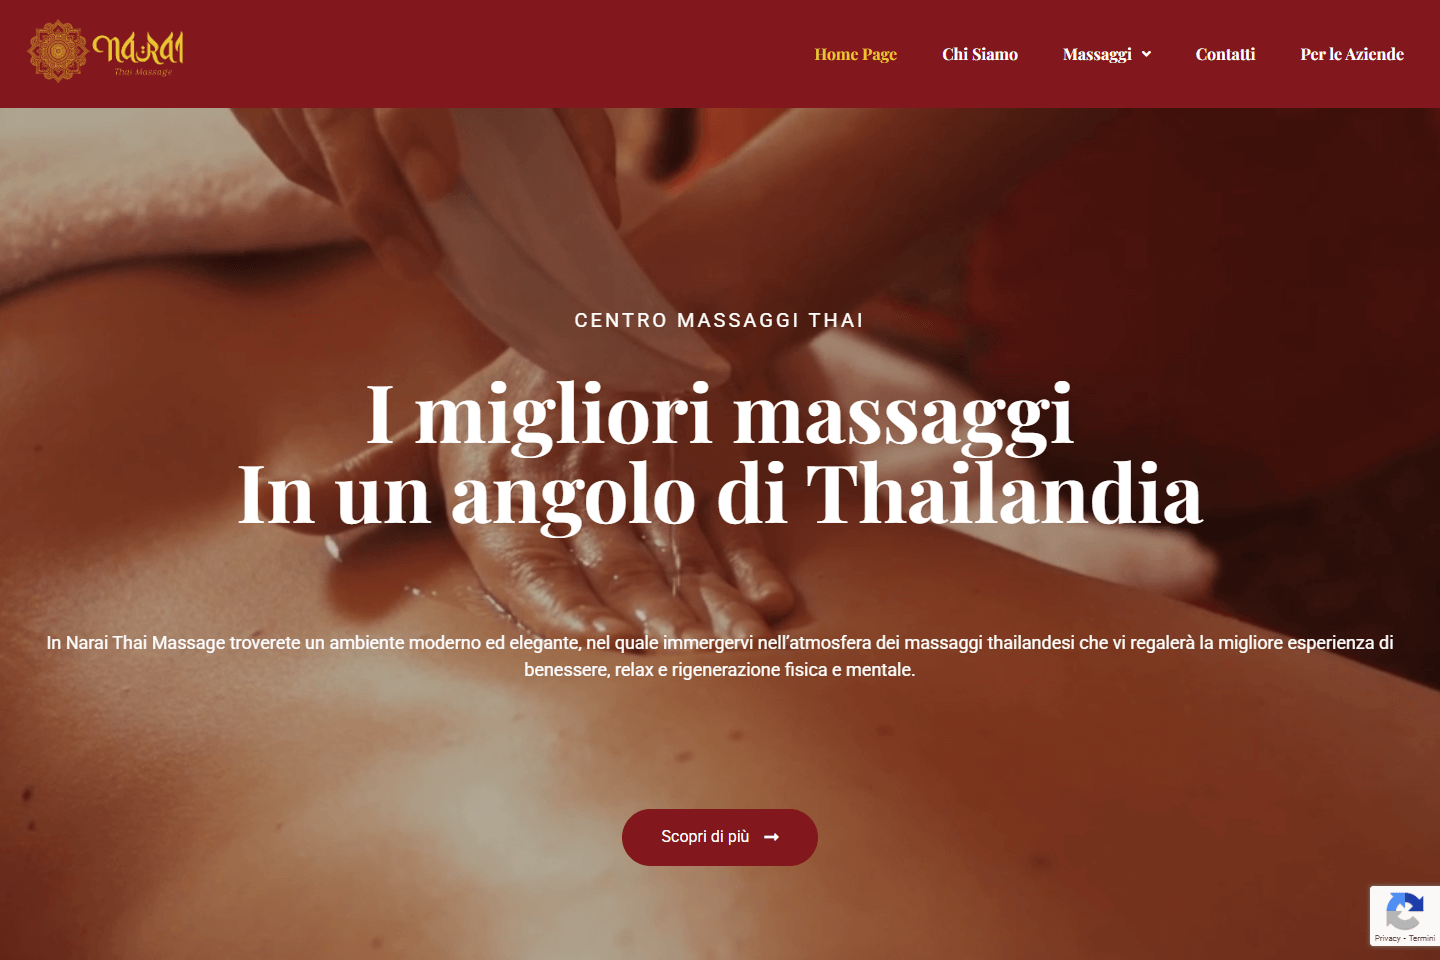 NARAI
Thai Massage
Home Page
Chi Siamo
Massaggi
Contatti
Per le Aziende
CENTRO MASSAGGI THAI
I migliori massaggi
In un angolo di Thailandia
In Narai Thai Massage troverete un ambiente moderno ed elegante, nel quale immergervi nell’atmosfera dei massaggi thailandesi che vi regalerà la migliore esperienza di
benessere, relax e rigenerazione fisica e mentale.
Scopri di più
Privacy - Termini